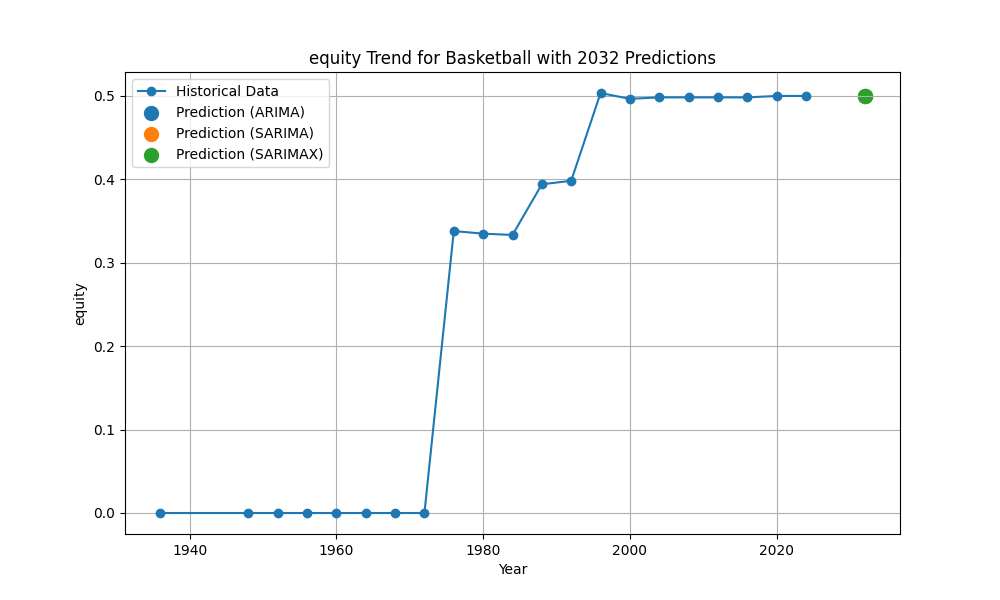 equity Trend for Basketball with 2032 Predictions
Historical Data
Prediction (ARIMA)
Prediction (SARIMA)
Prediction (SARIMAX)
0.5
0.4
0.3
0.2
0.1
0.0
equity
1940
1960
1980
2000
2020
Year